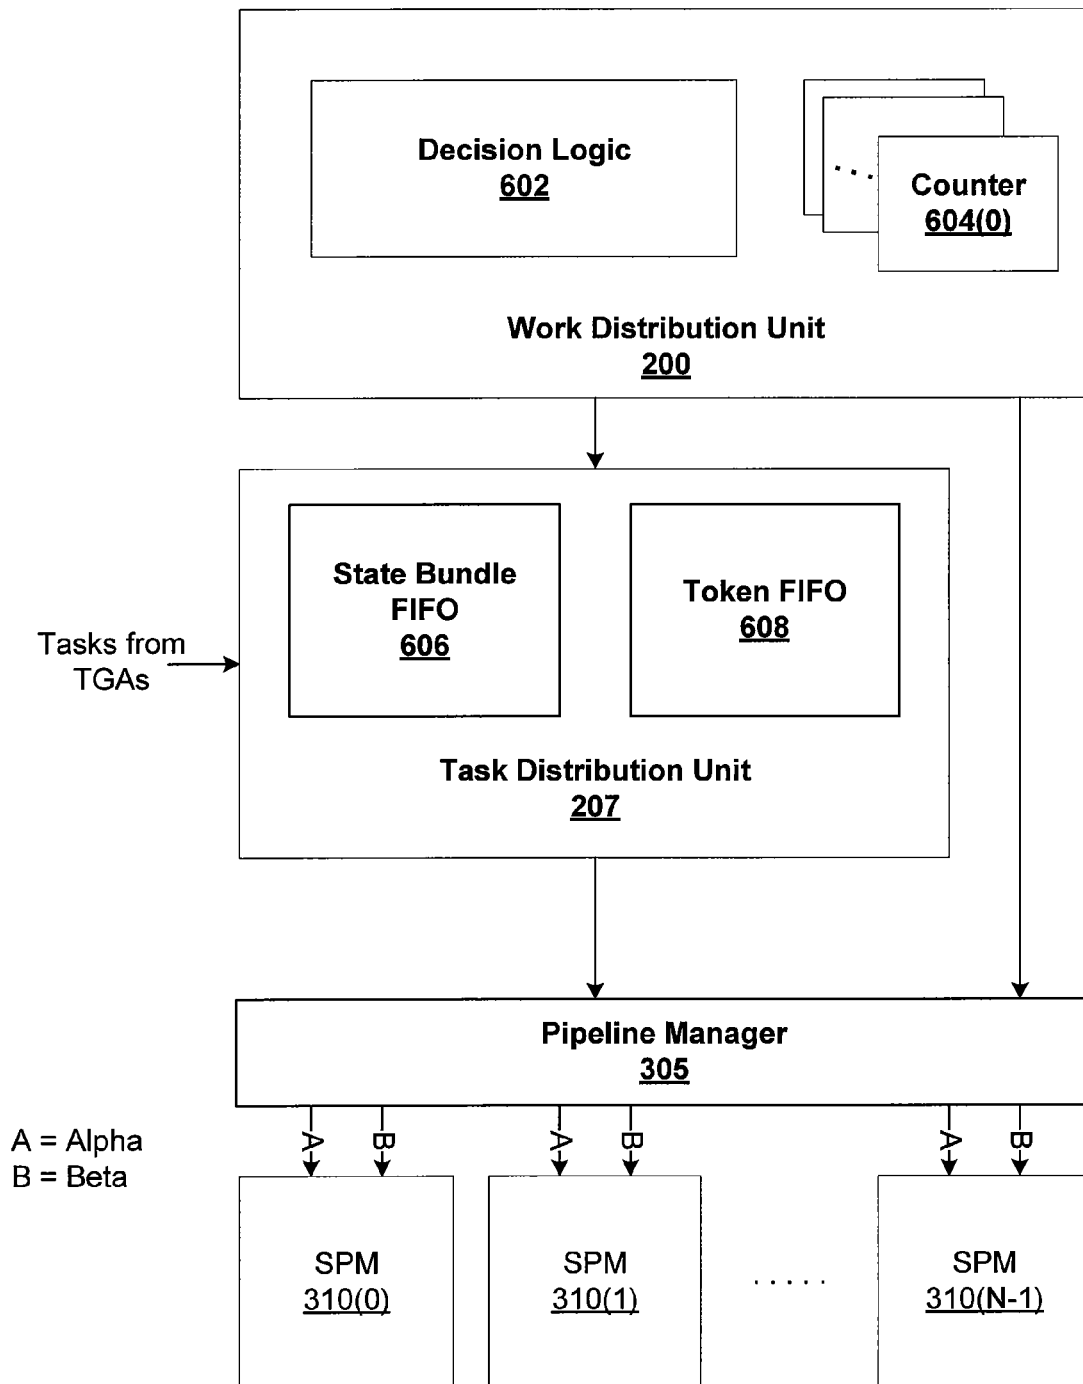 Decision Logic
602
Counter
604(0)
Work Distribution Unit
200
State Bundle
FIFO
606
Token FIFO
608
Tasks from
TGAs
Task Distribution Unit
207
Pipeline Manager
305
A = Alpha
B = Beta
A
B
A
B
A
B
SPM
310(0)
SPM
310(1)
SPM
310(N-1)